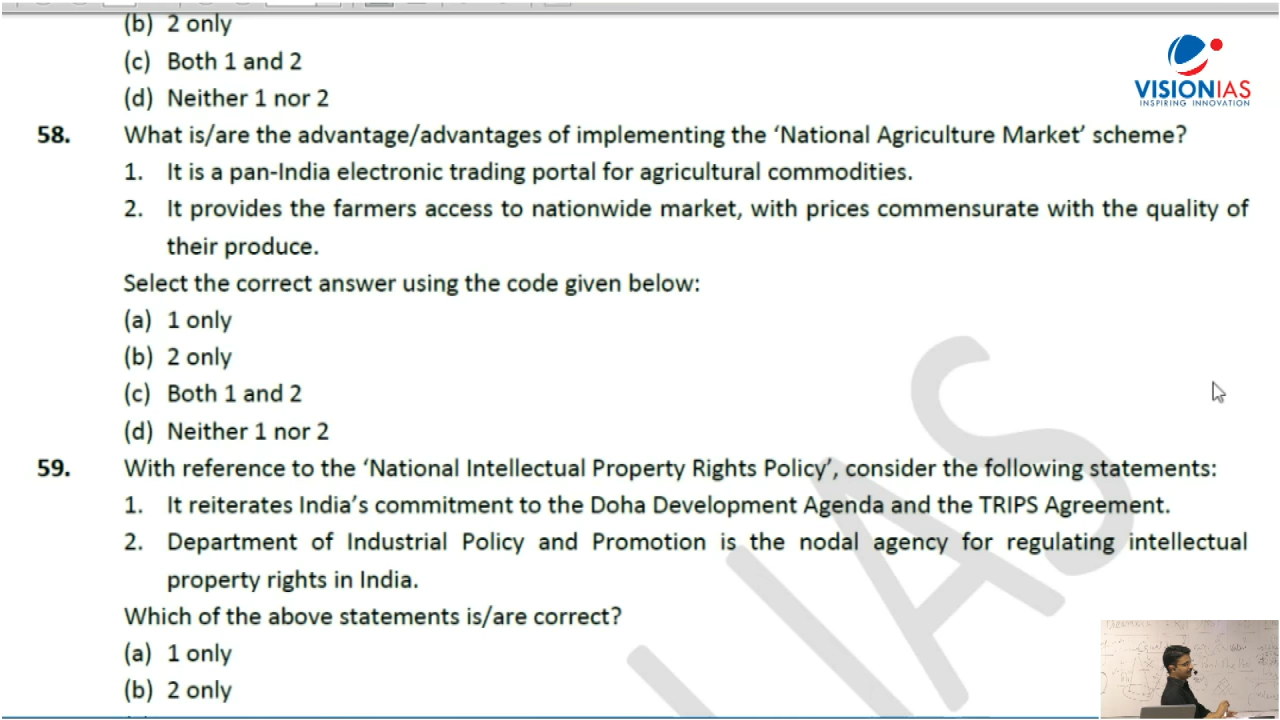 (b) 2 only
(c) Both 1 and 2
(d) Neither 1 nor 2
VISIONIAS
INSPIRING INNOVATION
58. What is/are the advantage/advantages of implementing the ‘National Agriculture Market’ scheme?
1. It is a pan-India electronic trading portal for agricultural commodities.
2. It provides the farmers access to nationwide market, with prices commensurate with the quality of
their produce.
Select the correct answer using the code given below:
(a) 1 only
(b) 2 only
(c) Both 1 and 2
(d) Neither 1 nor 2
59. With reference to the ‘National Intellectual Property Rights Policy’, consider the following statements:
1. It reiterates India’s commitment to the Doha Development Agenda and the TRIPS Agreement.
2. Department of Industrial Policy and Promotion is the nodal agency for regulating intellectual
property rights in India.
Which of the above statements is/are correct?
(a) 1 only
(b) 2 only
IAS